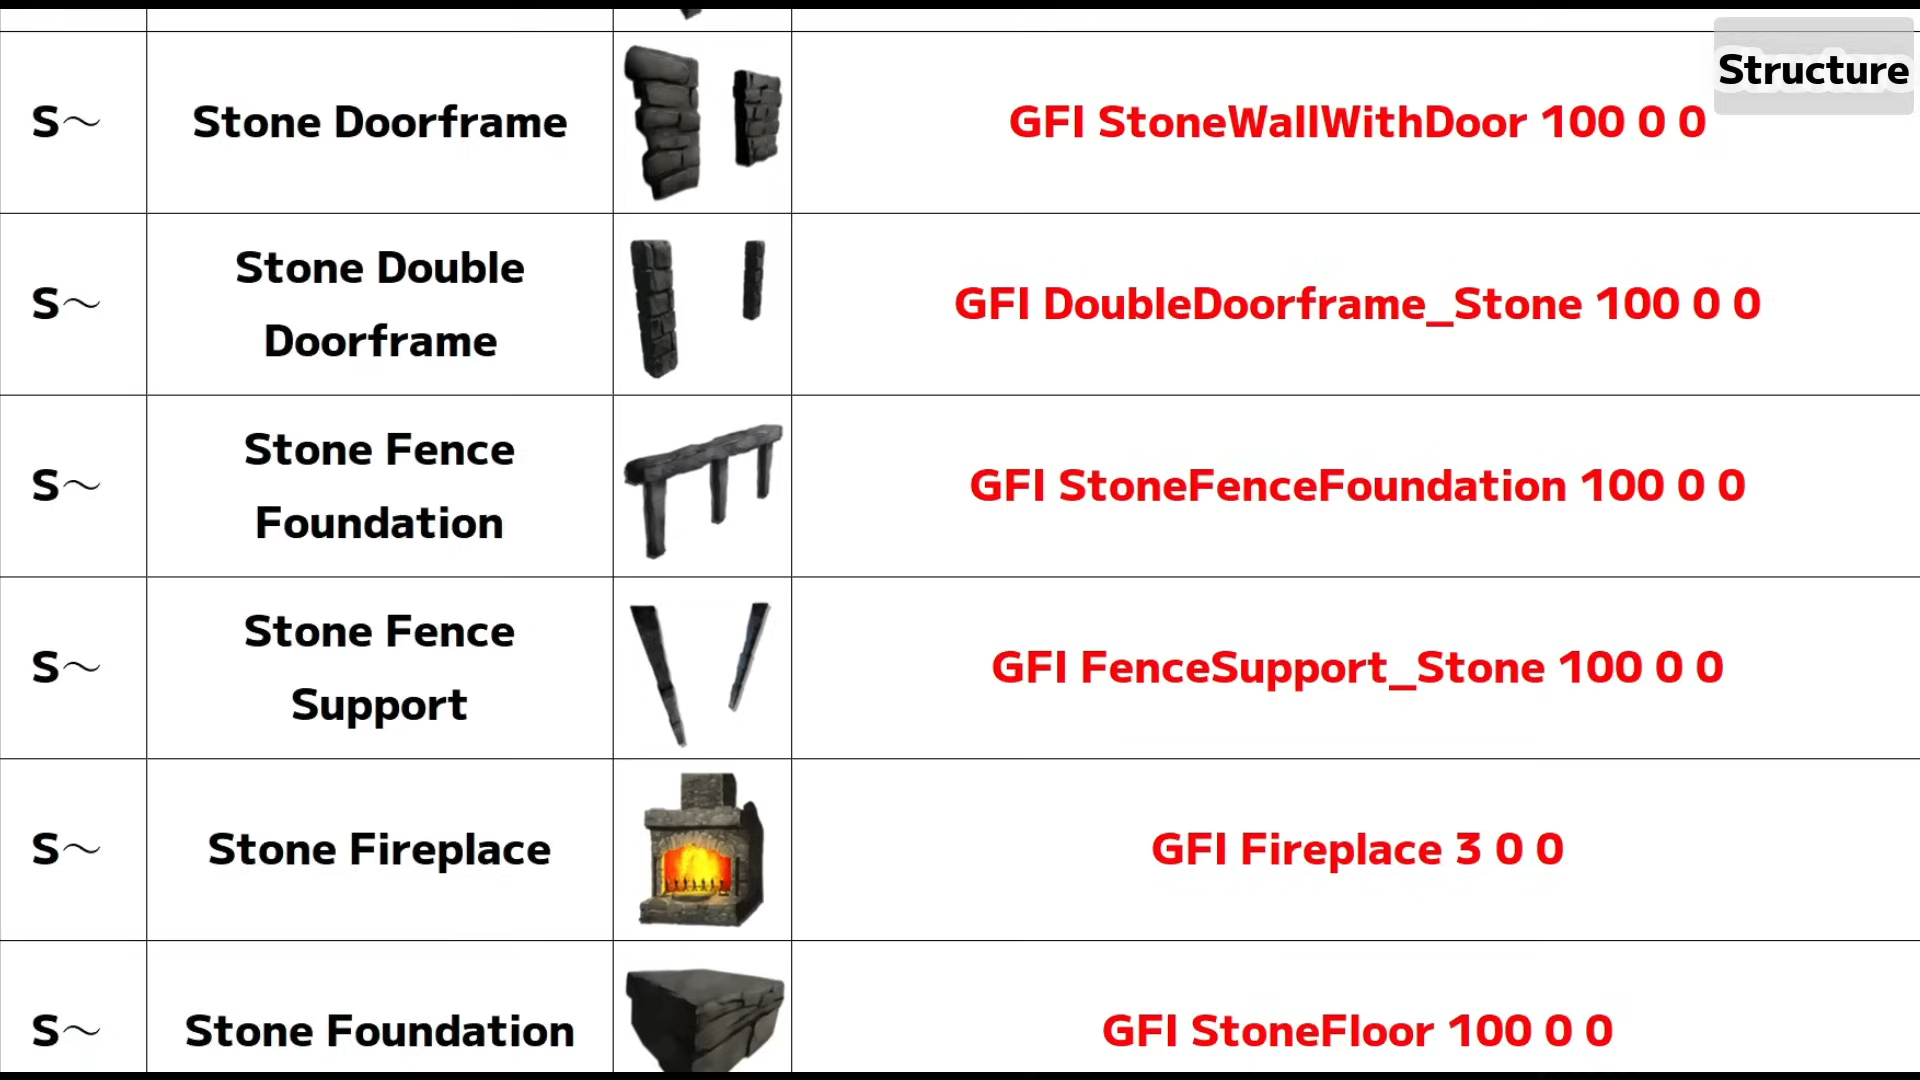 Structure
S～ Stone Doorframe GFI StoneWallWithDoor 100 0 0
S～ Stone Double
Doorframe GFI DoubleDoorframe_Stone 100 0 0
S～ Stone Fence
Foundation GFI StoneFenceFoundation 100 0 0
S～ Stone Fence
Support GFI FenceSupport_Stone 100 0 0
S～ Stone Fireplace GFI Fireplace 3 0 0
S～ Stone Foundation GFI StoneFloor 100 0 0